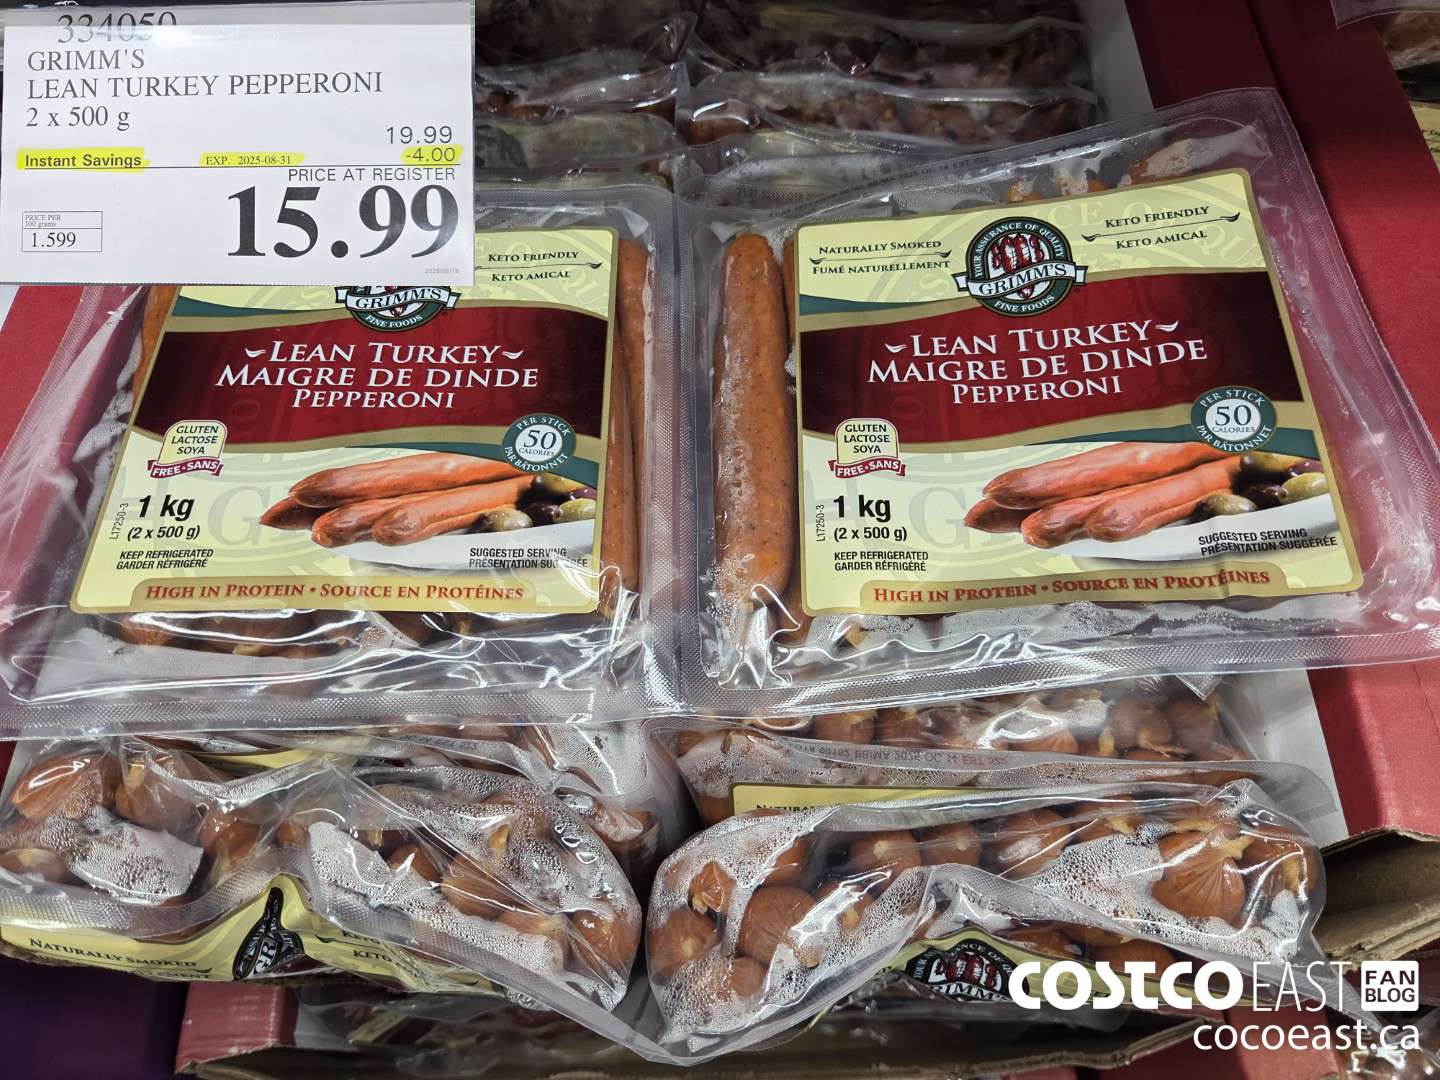 334050
GRIMM'S
LEAN TURKEY PEPPERONI
2 x 500 g
19.99
Instant Savings EXP. 2025-08-31 -4.00
PRICE AT REGISTER
15.99
PRICE PER
100 grams
1.599
KETO FRIENDLY
KETO AMICAL
GRIMM'S
FINE FOODS
LEAN TURKEY
MAIGRE DE DINDE
PEPPERONI
PER STICK
50
CALORIES
PAR BÂTONNET
GLUTEN
LACTOSE
SOYA
FREE•SANS
1 kg
(2 x 500 g)
L17250-3
KEEP REFRIGERATED
GARDER RÉFRIGÉRÉ
SUGGESTED SERVING
PRÉSENTATION SUGGÉRÉE
HIGH IN PROTEIN • SOURCE EN PROTÉINES
NATURALLY SMOKED
FUMÉ NATURELLEMENT
YOUR ASSURANCE OF QUALITY
GRIMM'S
FINE FOODS
KETO FRIENDLY
KETO AMICAL
LEAN TURKEY
MAIGRE DE DINDE
PEPPERONI
PER STICK
50
CALORIES
PAR BÂTONNET
GLUTEN
LACTOSE
SOYA
FREE•SANS
1 kg
(2 x 500 g)
L17250-3
KEEP REFRIGERATED
GARDER RÉFRIGÉRÉ
SUGGESTED SERVING
PRÉSENTATION SUGGÉRÉE
HIGH IN PROTEIN • SOURCE EN PROTÉINES
NATURALLY SMOKED
COSTCO EAST FAN BLOG
cocoeast.ca